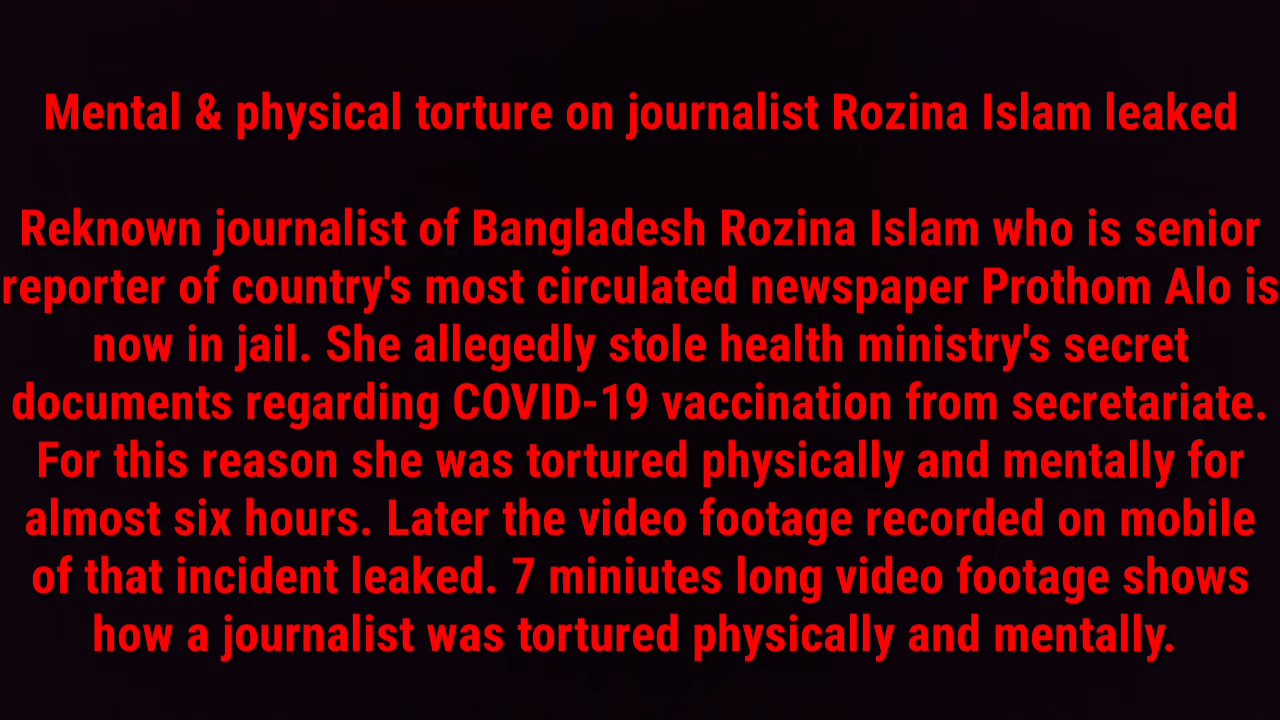 Mental & physical torture on journalist Rozina Islam leaked
Reknown journalist of Bangladesh Rozina Islam who is senior
reporter of country's most circulated newspaper Prothom Alo is
now in jail. She allegedly stole health ministry's secret
documents regarding COVID-19 vaccination from secretariate.
For this reason she was tortured physically and mentally for
almost six hours. Later the video footage recorded on mobile
of that incident leaked. 7 miniutes long video footage shows
how a journalist was tortured physically and mentally.